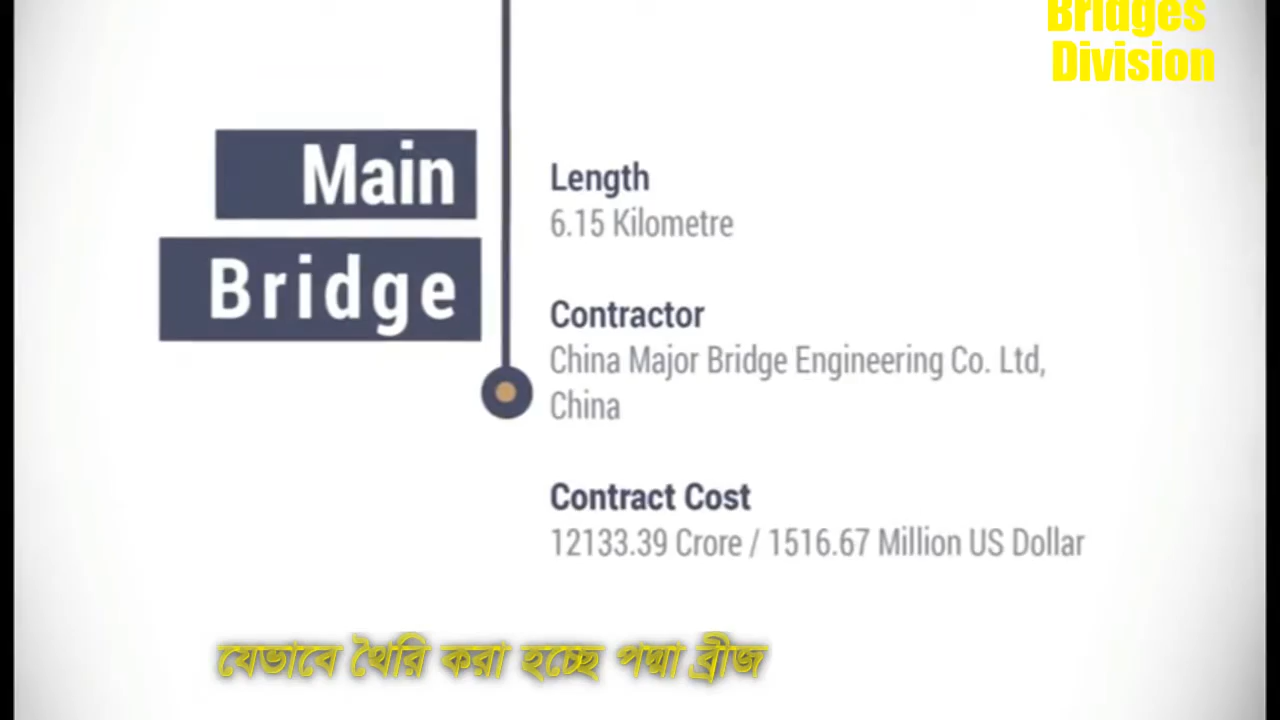 Bridges
Division
Main
Bridge
Length
6.15 Kilometre
Contractor
China Major Bridge Engineering Co. Ltd,
China
Contract Cost
12133.39 Crore / 1516.67 Million US Dollar
যেভাবে থৈরি করা হচ্ছে পদ্মা ব্রীজ